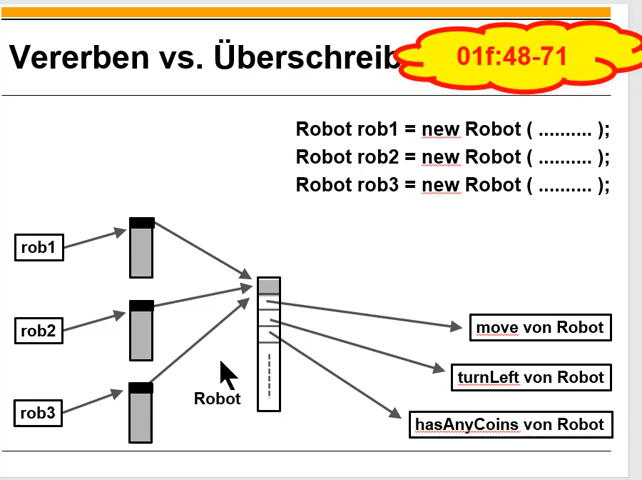 Vererben vs. Überschreib
01f:48-71
Robot rob1 = new Robot ( .......... );
Robot rob2 = new Robot ( .......... );
Robot rob3 = new Robot ( .......... );
rob1
rob2
move von Robot
turnLeft von Robot
Robot
rob3
hasAnyCoins von Robot